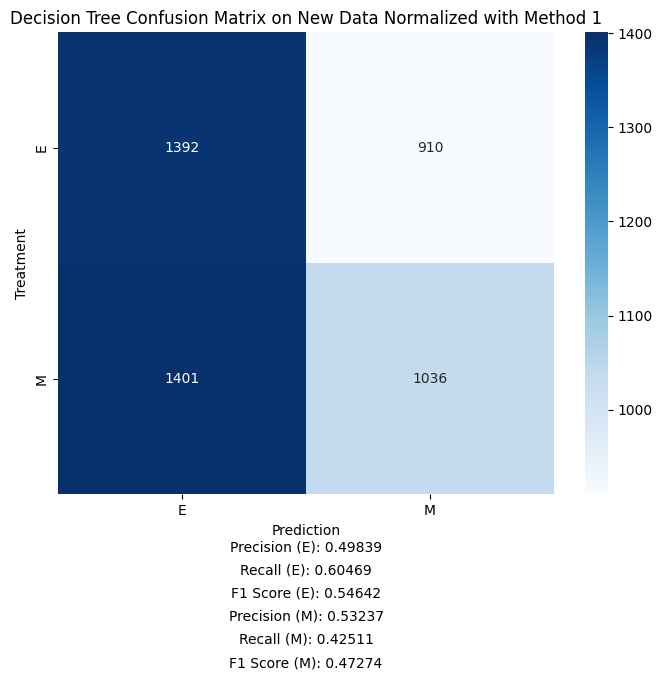 Decision Tree Confusion Matrix on New Data Normalized with Method 1
1400
1300
1200
1100
1000
Treatment
E
1392
910
M
1401
1036
E
M
Prediction
Precision (E): 0.49839
Recall (E): 0.60469
F1 Score (E): 0.54642
Precision (M): 0.53237
Recall (M): 0.42511
F1 Score (M): 0.47274